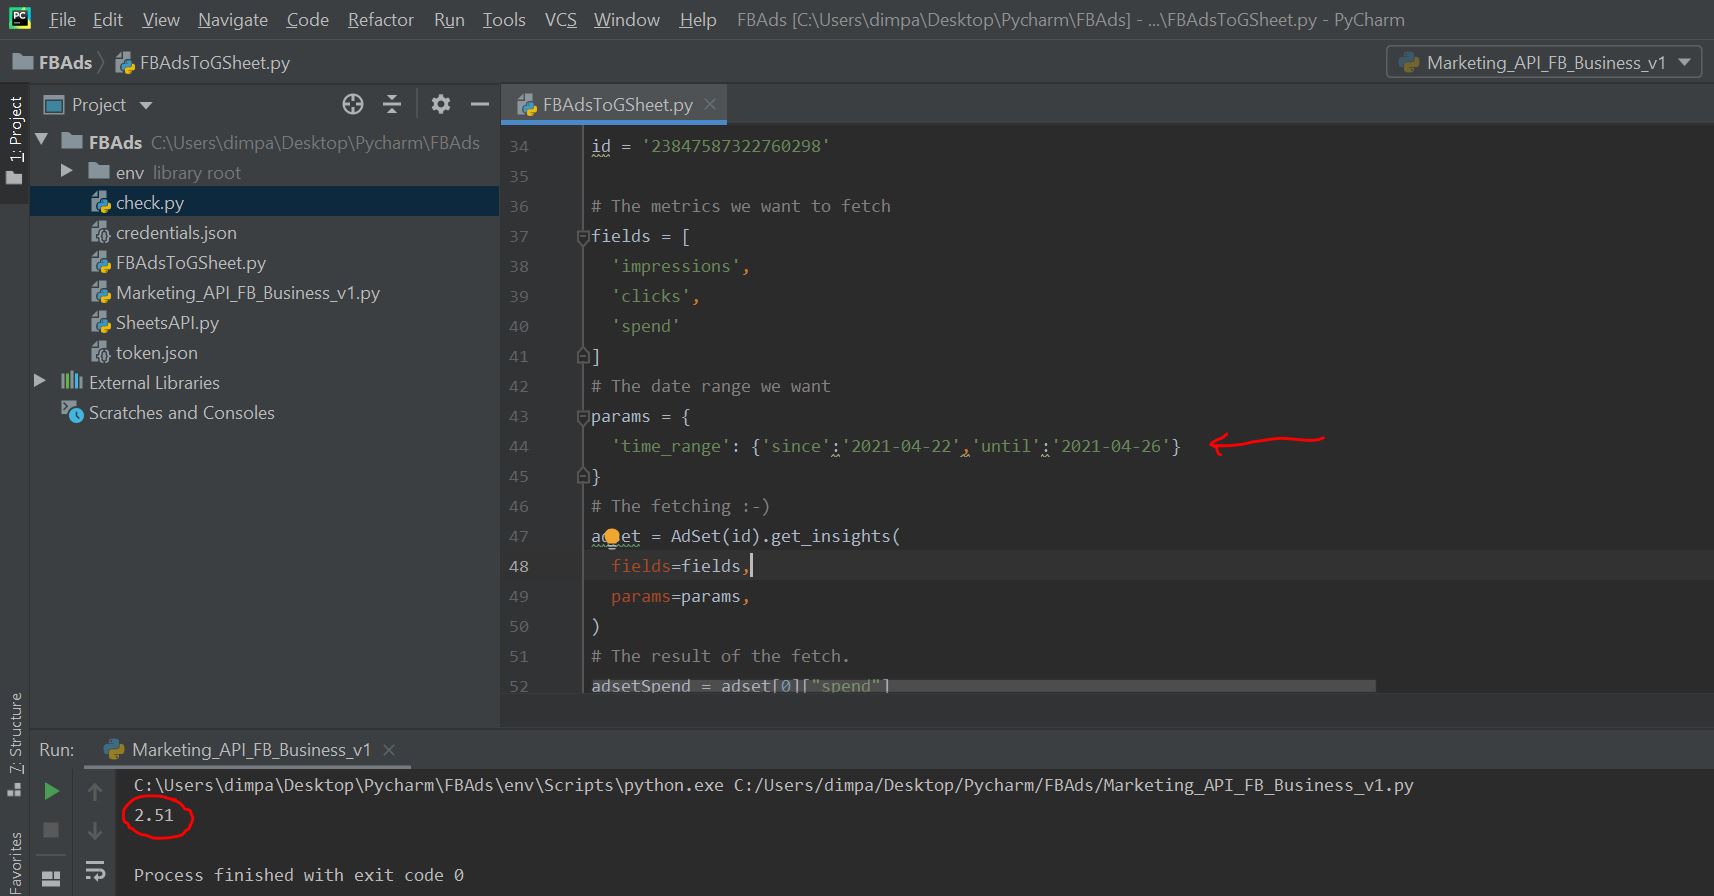 PC File Edit View Navigate Code Refactor Run Tools VCS Window Help FBAds [C:\Users\dimpa\Desktop\Pycharm\FBAds] - ...\FBAdsToGSheet.py - PyCharm
FBAds FBAdsToGSheet.py Marketing_API_FB_Business_v1
1: Project
Project
FBAds C:\Users\dimpa\Desktop\Pycharm\FBAds
env library root
check.py
credentials.json
FBAdsToGSheet.py
Marketing_API_FB_Business_v1.py
SheetsAPI.py
token.json
External Libraries
Scratches and Consoles
FBAdsToGSheet.py
34 id = '23847587322760298'
35
36 # The metrics we want to fetch
37 fields = [
38 'impressions',
39 'clicks',
40 'spend'
41 ]
42 # The date range we want
43 params = {
44 'time_range': {'since':'2021-04-22','until':'2021-04-26'}
45 }
46 # The fetching :-)
47 adset = AdSet(id).get_insights(
48 fields=fields,
49 params=params,
50 )
51 # The result of the fetch.
52 adsetSpend = adset[0]["spend"]
7: Structure
Favorites
Run: Marketing_API_FB_Business_v1
C:\Users\dimpa\Desktop\Pycharm\FBAds\env\Scripts\python.exe C:/Users/dimpa/Desktop/Pycharm/FBAds/Marketing_API_FB_Business_v1.py
2.51
Process finished with exit code 0